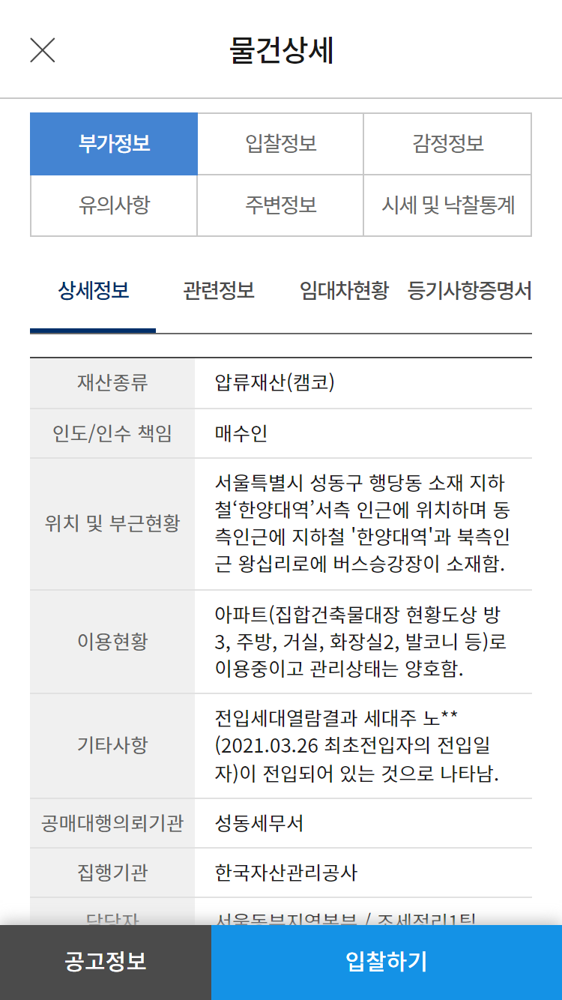 물건상세
부가정보 입찰정보 감정정보
유의사항 주변정보 시세 및 낙찰통계
상세정보 관련정보 임대차현황 등기사항증명서
재산종류 압류재산(캠코)
인도/인수 책임 매수인
위치 및 부근현황
서울특별시 성동구 행당동 소재 지하
철‘한양대역’서측 인근에 위치하며 동
측인근에 지하철 '한양대역'과 북측인
근 왕십리로에 버스승강장이 소재함.
이용현황
아파트(집합건축물대장 현황도상 방
3, 주방, 거실, 화장실2, 발코니 등)로
이용중이고 관리상태는 양호함.
기타사항
전입세대열람결과 세대주 노**
(2021.03.26 최초전입자의 전입일
자)이 전입되어 있는 것으로 나타남.
공매대행의뢰기관 성동세무서
집행기관 한국자산관리공사
담당자 서울동부지역본부 / 조세정리1팀
공고정보 입찰하기